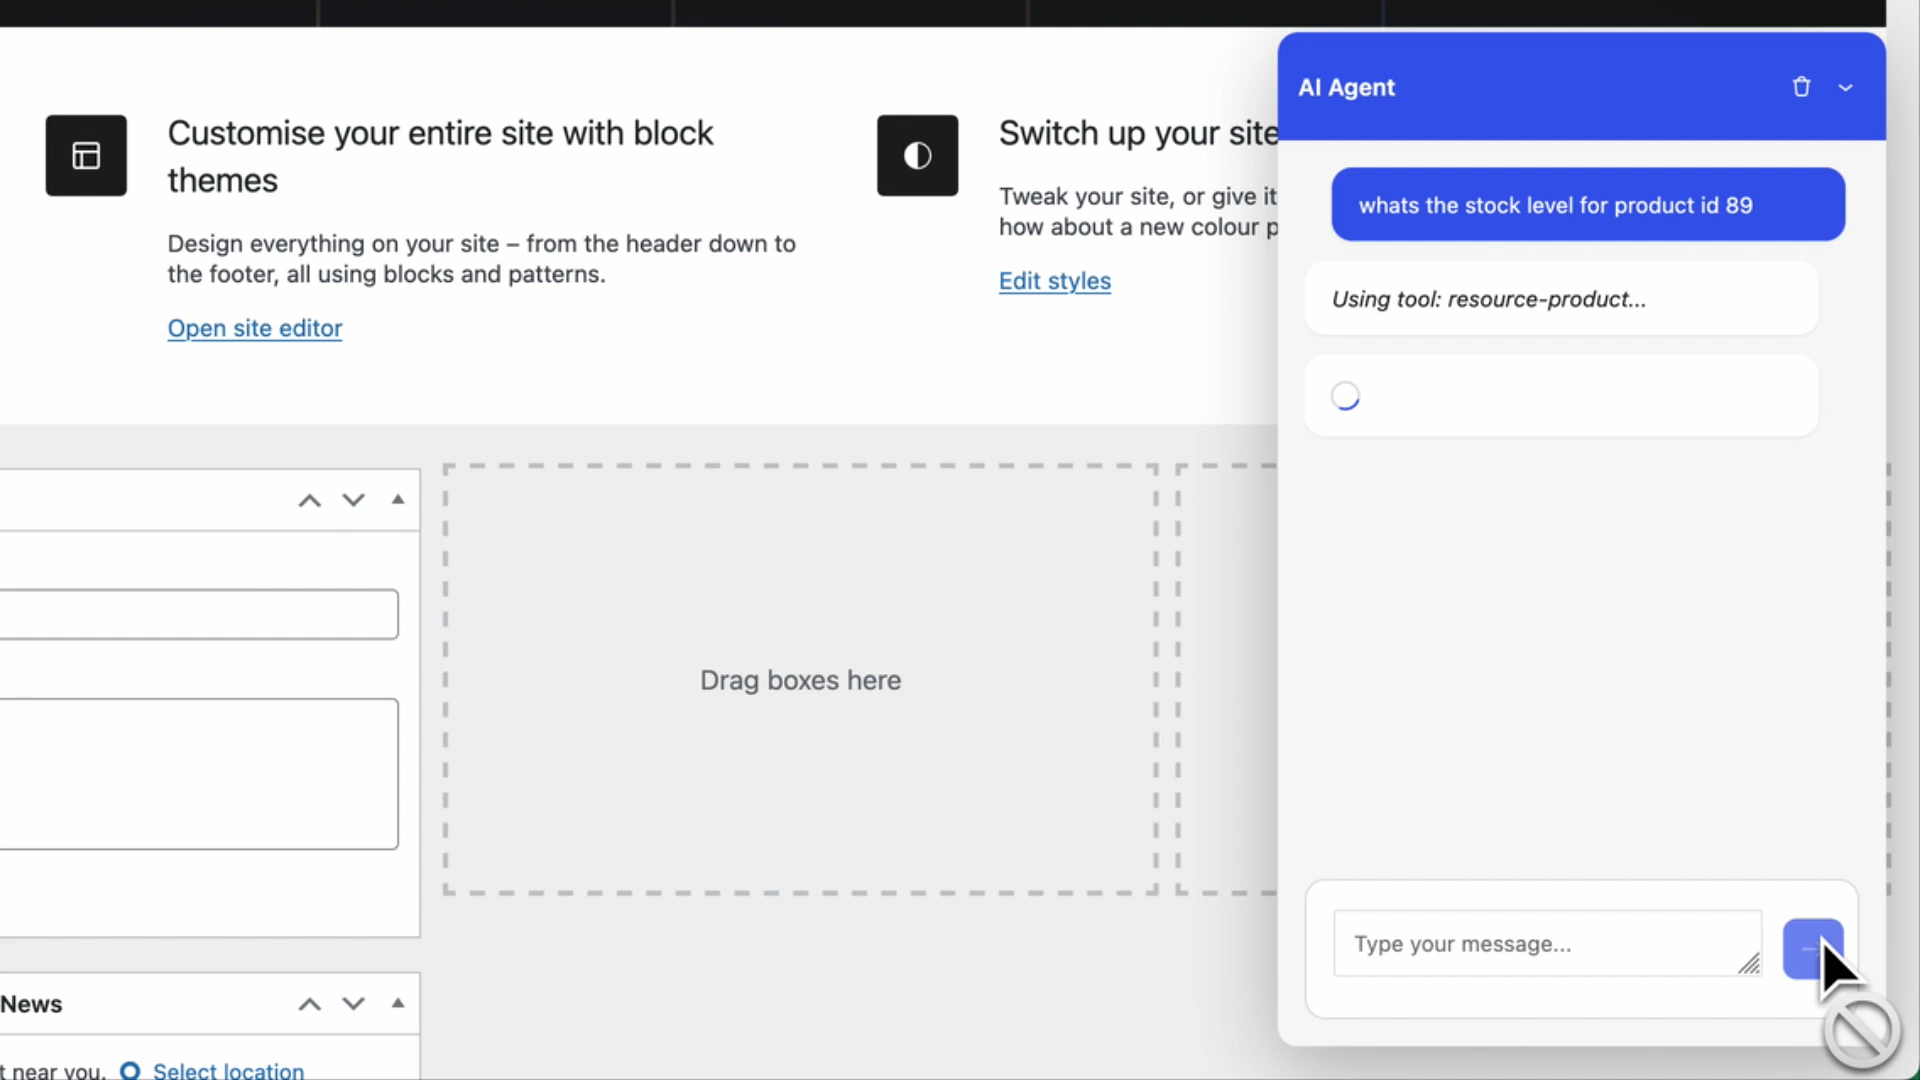 Customise your entire site with block
themes
Design everything on your site – from the header down to
the footer, all using blocks and patterns.
Open site editor
Switch up your site
Tweak your site, or give it
how about a new colour
Edit styles
Drag boxes here
News
near you.
Select location
AI Agent
whats the stock level for product id 89
Using tool: resource-product...
Type your message...